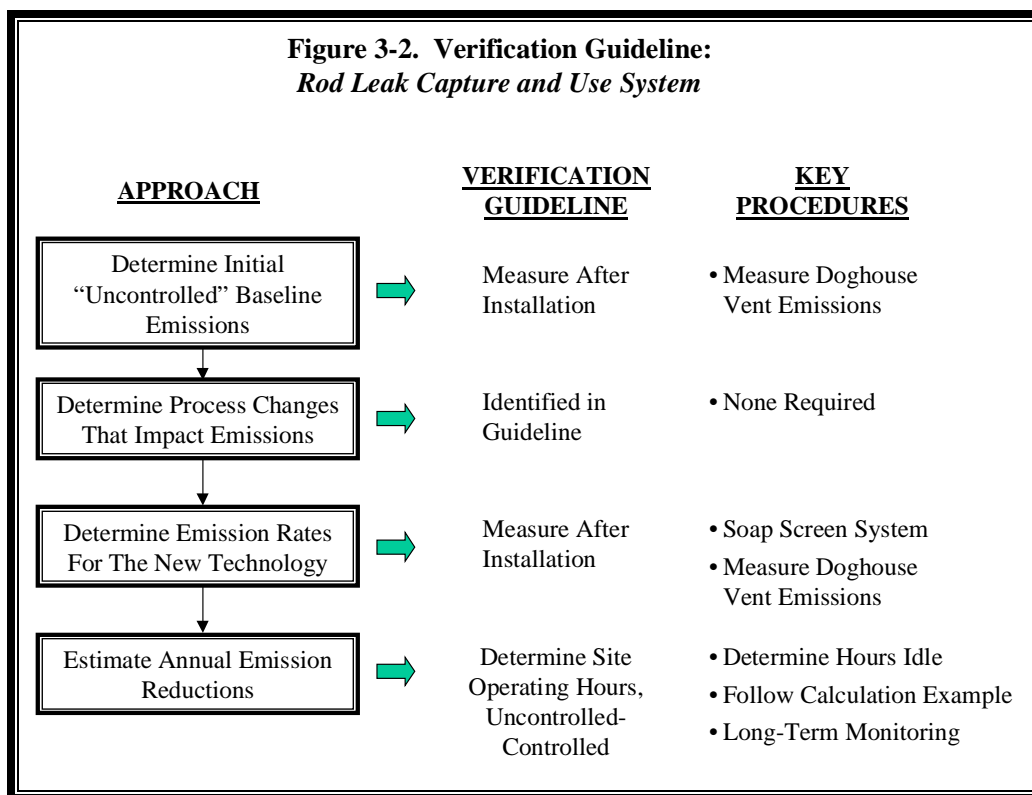 Figure 3-2. Verification Guideline:
Rod Leak Capture and Use System
APPROACH
VERIFICATION
GUIDELINE
KEY
PROCEDURES
Determine Initial
“Uncontrolled” Baseline
Emissions
Measure After
Installation
• Measure Doghouse
Vent Emissions
Determine Process Changes
That Impact Emissions
Identified in
Guideline
• None Required
Determine Emission Rates
For The New Technology
Measure After
Installation
• Soap Screen System
• Measure Doghouse
Vent Emissions
Estimate Annual Emission
Reductions
Determine Site
Operating Hours,
Uncontrolled-
Controlled
• Determine Hours Idle
• Follow Calculation Example
• Long-Term Monitoring